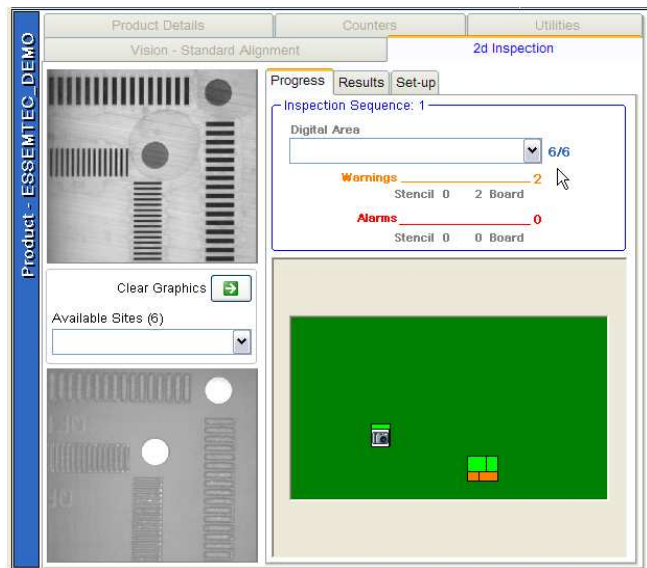 Product - ESSEMTEC_DEMO
Product Details
Counters
Utilities
Vision - Standard Alignment
2d Inspection
Progress
Results
Set-up
Inspection Sequence: 1
Digital Area
6/6
Warnings 2
Stencil 0 2 Board
Alarms 0
Stencil 0 0 Board
Clear Graphics
Available Sites (6)